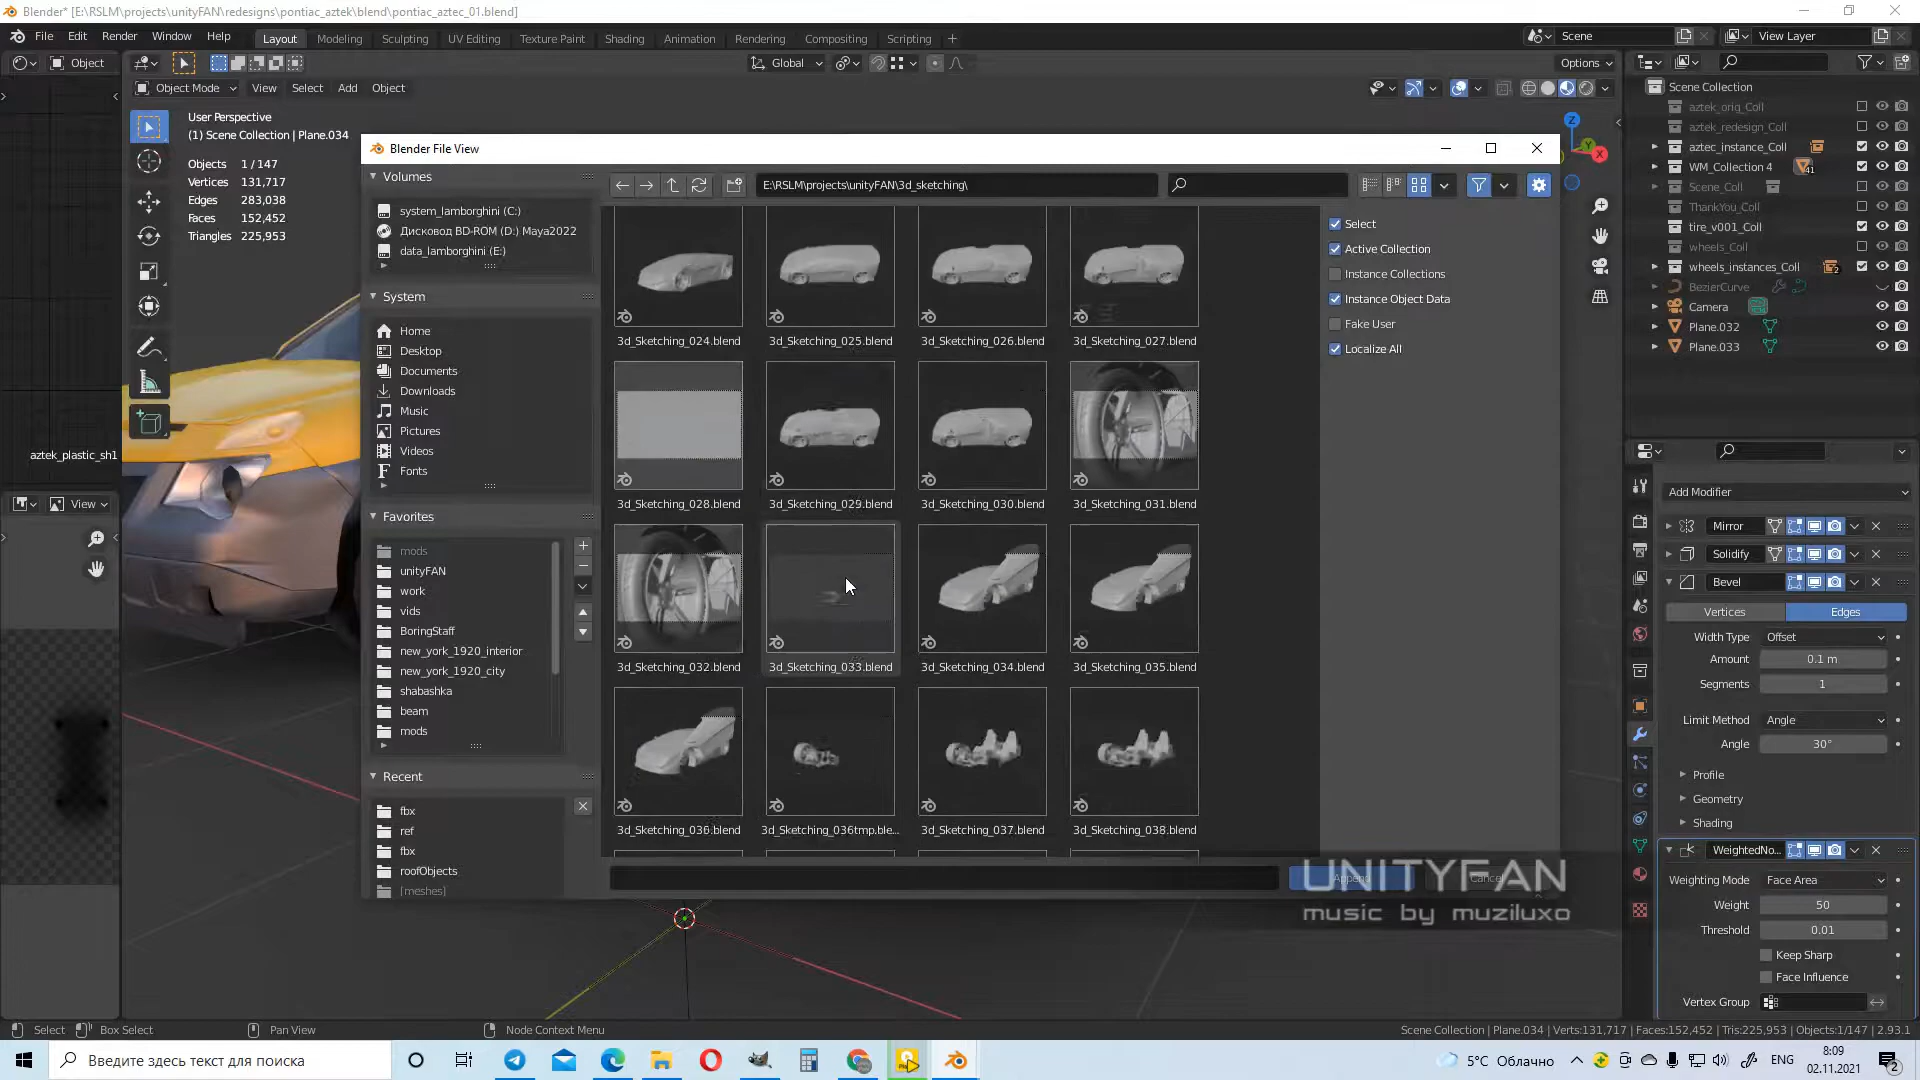 Blender* [E:\RSLM\projects\unityFAN\redesigns\pontiac_aztek\blend\pontiac_aztec_01.blend]
File Edit Render Window Help
Layout Modeling Sculpting UV Editing Texture Paint Shading Animation Rendering Compositing Scripting
Scene
View Layer
Object
Global
Options
Object Mode View Select Add Object
User Perspective
(1) Scene Collection | Plane.034
Objects 1 / 147
Vertices 131,717
Edges 283,038
Faces 152,452
Triangles 225,953
aztek_plastic_sh1
View
Blender File View
Volumes
system_lamborghini (C:)
Дисковод BD-ROM (D:) Maya2022
data_lamborghini (E:)
System
Home
Desktop
Documents
Downloads
Music
Pictures
Videos
Fonts
Favorites
mods
unityFAN
work
vids
BoringStaff
new_york_1920_interior
new_york_1920_city
shabashka
beam
mods
Recent
fbx
ref
fbx
roofObjects
[meshes]
E:\RSLM\projects\unityFAN\3d_sketching\
3d_Sketching_024.blend 3d_Sketching_025.blend 3d_Sketching_026.blend 3d_Sketching_027.blend
3d_Sketching_028.blend 3d_Sketching_029.blend 3d_Sketching_030.blend 3d_Sketching_031.blend
3d_Sketching_032.blend 3d_Sketching_033.blend 3d_Sketching_034.blend 3d_Sketching_035.blend
3d_Sketching_036.blend 3d_Sketching_036tmp.ble... 3d_Sketching_037.blend 3d_Sketching_038.blend
Select
Active Collection
Instance Collections
Instance Object Data
Fake User
Localize All
Append
Cancel
UNITYFAN
music by muziluxo
Scene Collection
aztek_orig_Coll
aztek_redesign_Coll
aztec_instance_Coll
WM_Collection 4
41
Scene_Coll
ThankYou_Coll
tire_v001_Coll
wheels_Coll
wheels_instances_Coll
2
BezierCurve
Camera
Plane.032
Plane.033
Add Modifier
Mirror
Solidify
Bevel
Vertices Edges
Width Type Offset
Amount 0.1 m
Segments 1
Limit Method Angle
Angle 30°
Profile
Geometry
Shading
WeightedNo...
Weighting Mode Face Area
Weight 50
Threshold 0.01
Keep Sharp
Face Influence
Vertex Group
Select Box Select Pan View Node Context Menu
Scene Collection | Plane.034 | Verts:131,717 | Faces:152,452 | Tris:225,953 | Objects:1/147 | 2.93.1
Введите здесь текст для поиска
5°C Облачно
ENG
8:09
02.11.2021
2
Z
Y
X